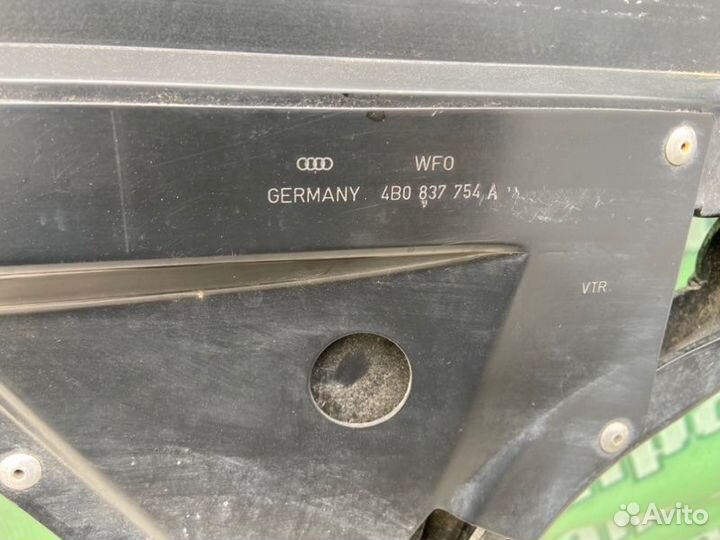 WFO
GERMANY 4B0 837 754 A
VTR
Avito